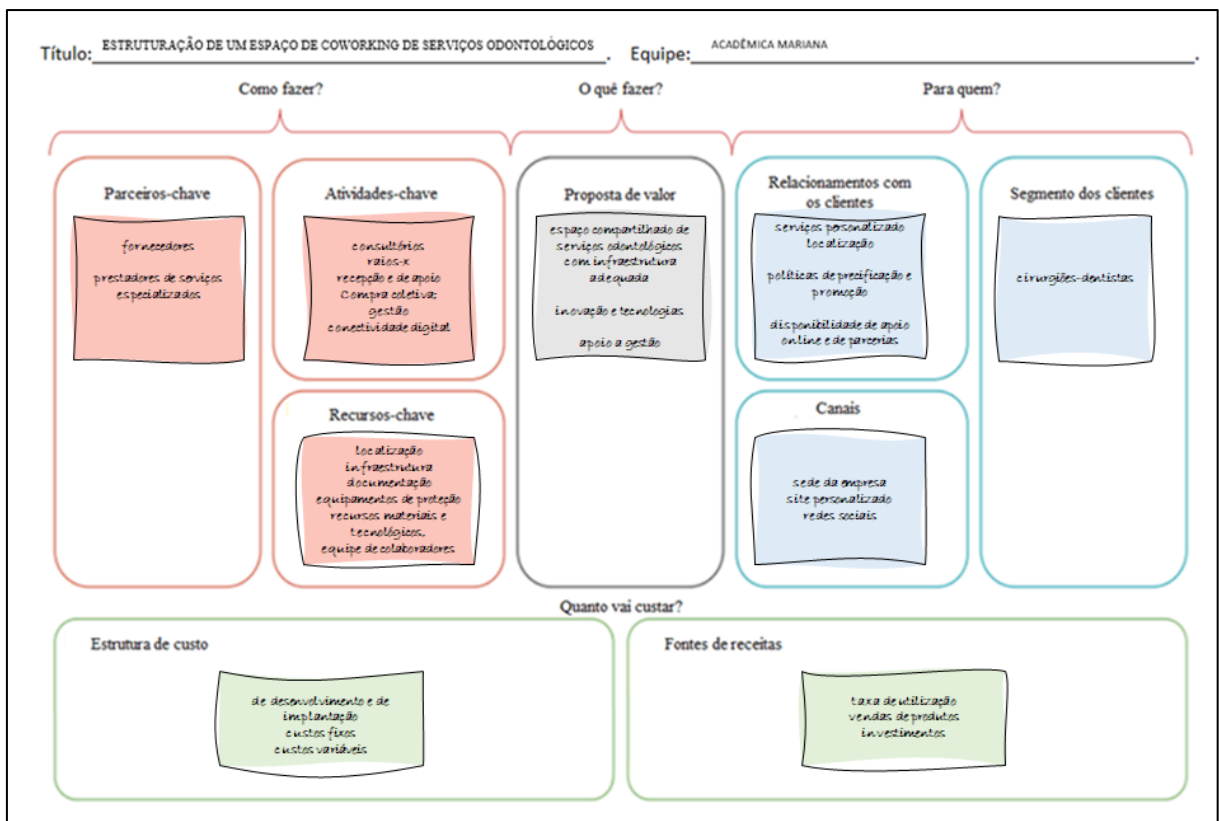 Título: ESTRUTURAÇÃO DE UM ESPAÇO DE COWORKING DE SERVIÇOS ODONTOLÓGICOS. Equipe: ACADÊMICA MARIANA.
Como fazer?
O quê fazer?
Para quem?
Parceiros-chave
fornecedores
prestadores de serviços
especializados
Atividades-chave
consultórios
raios-x
recepção e de apoio
Compra coletiva;
gestão
conectividade digital
Recursos-chave
localização
infraestrutura
documentação
equipamentos de proteção
recursos materiais e
tecnológicos,
equipe de colaboradores
Proposta de valor
espaço compartilhado de
serviços odontológicos
com infraestrutura
adequada
inovação e tecnologias
apoio a gestão
Relacionamentos com
os clientes
serviços personalizado
localização
políticas de precificação e
promoção
disponibilidade de apoio
online e de parcerias
Canais
sede da empresa
site personalizado
redes sociais
Segmento dos clientes
cirurgiões-dentistas
Quanto vai custar?
Estrutura de custo
de desenvolvimento e de
implantação
custos fixos
custos variáveis
Fontes de receitas
taxa de utilização
vendas de produtos
investimentos